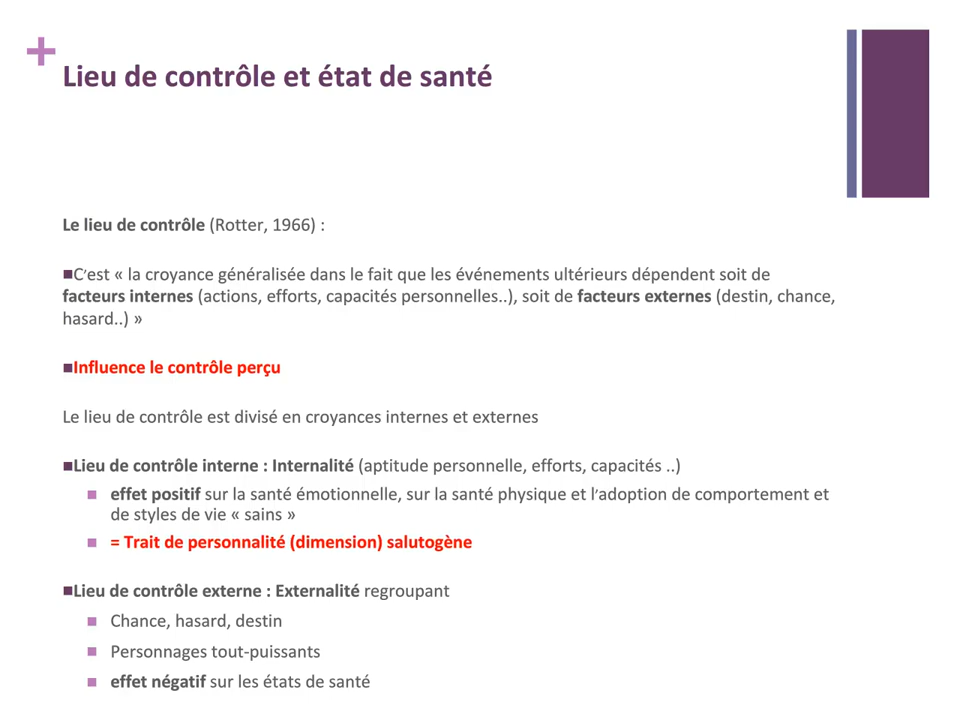 +
Lieu de contrôle et état de santé
Le lieu de contrôle (Rotter, 1966) :
■C'est « la croyance généralisée dans le fait que les événements ultérieurs dépendent soit de
facteurs internes (actions, efforts, capacités personnelles..), soit de facteurs externes (destin, chance,
hasard..) »
■Influence le contrôle perçu
Le lieu de contrôle est divisé en croyances internes et externes
■Lieu de contrôle interne : Internalité (aptitude personnelle, efforts, capacités ..)
■ effet positif sur la santé émotionnelle, sur la santé physique et l'adoption de comportement et
de styles de vie « sains »
■ = Trait de personnalité (dimension) salutogène
■Lieu de contrôle externe : Externalité regroupant
■ Chance, hasard, destin
■ Personnages tout-puissants
■ effet négatif sur les états de santé